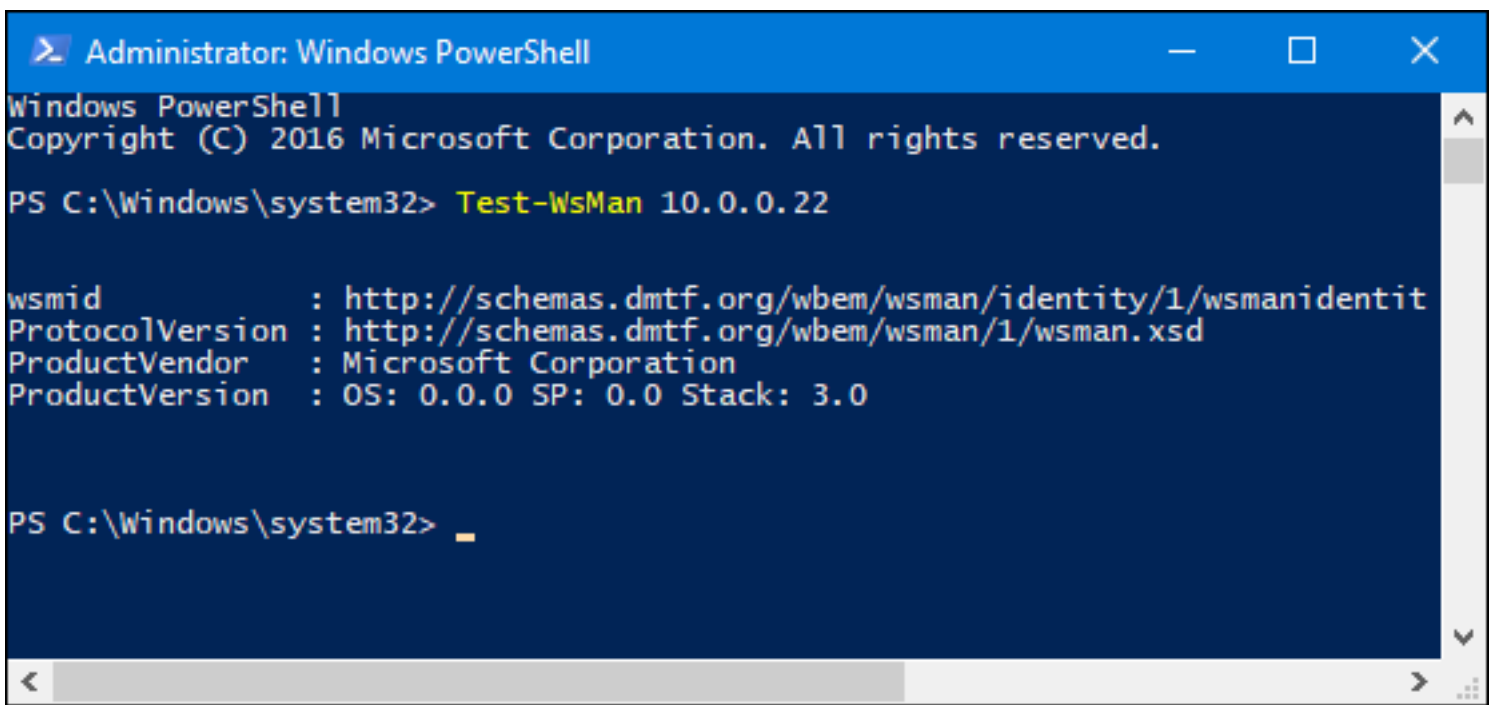 Administrator: Windows PowerShell
Windows PowerShell
Copyright (C) 2016 Microsoft Corporation. All rights reserved.
PS C:\Windows\system32> Test-WsMan 10.0.0.22
wsmid           : http://schemas.dmtf.org/wbem/wsman/identity/1/wsmanidentit
ProtocolVersion : http://schemas.dmtf.org/wbem/wsman/1/wsman.xsd
ProductVendor   : Microsoft Corporation
ProductVersion  : OS: 0.0.0 SP: 0.0 Stack: 3.0
PS C:\Windows\system32> _